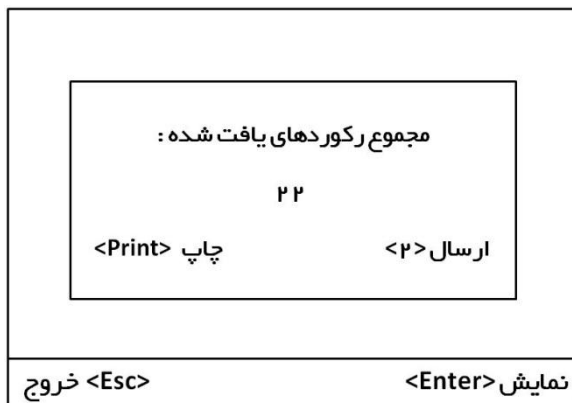 مجموع رکوردهای یافت شده :
۲۲
ارسال <۲> چاپ <Print>
نمایش <Enter> خروج <Esc>